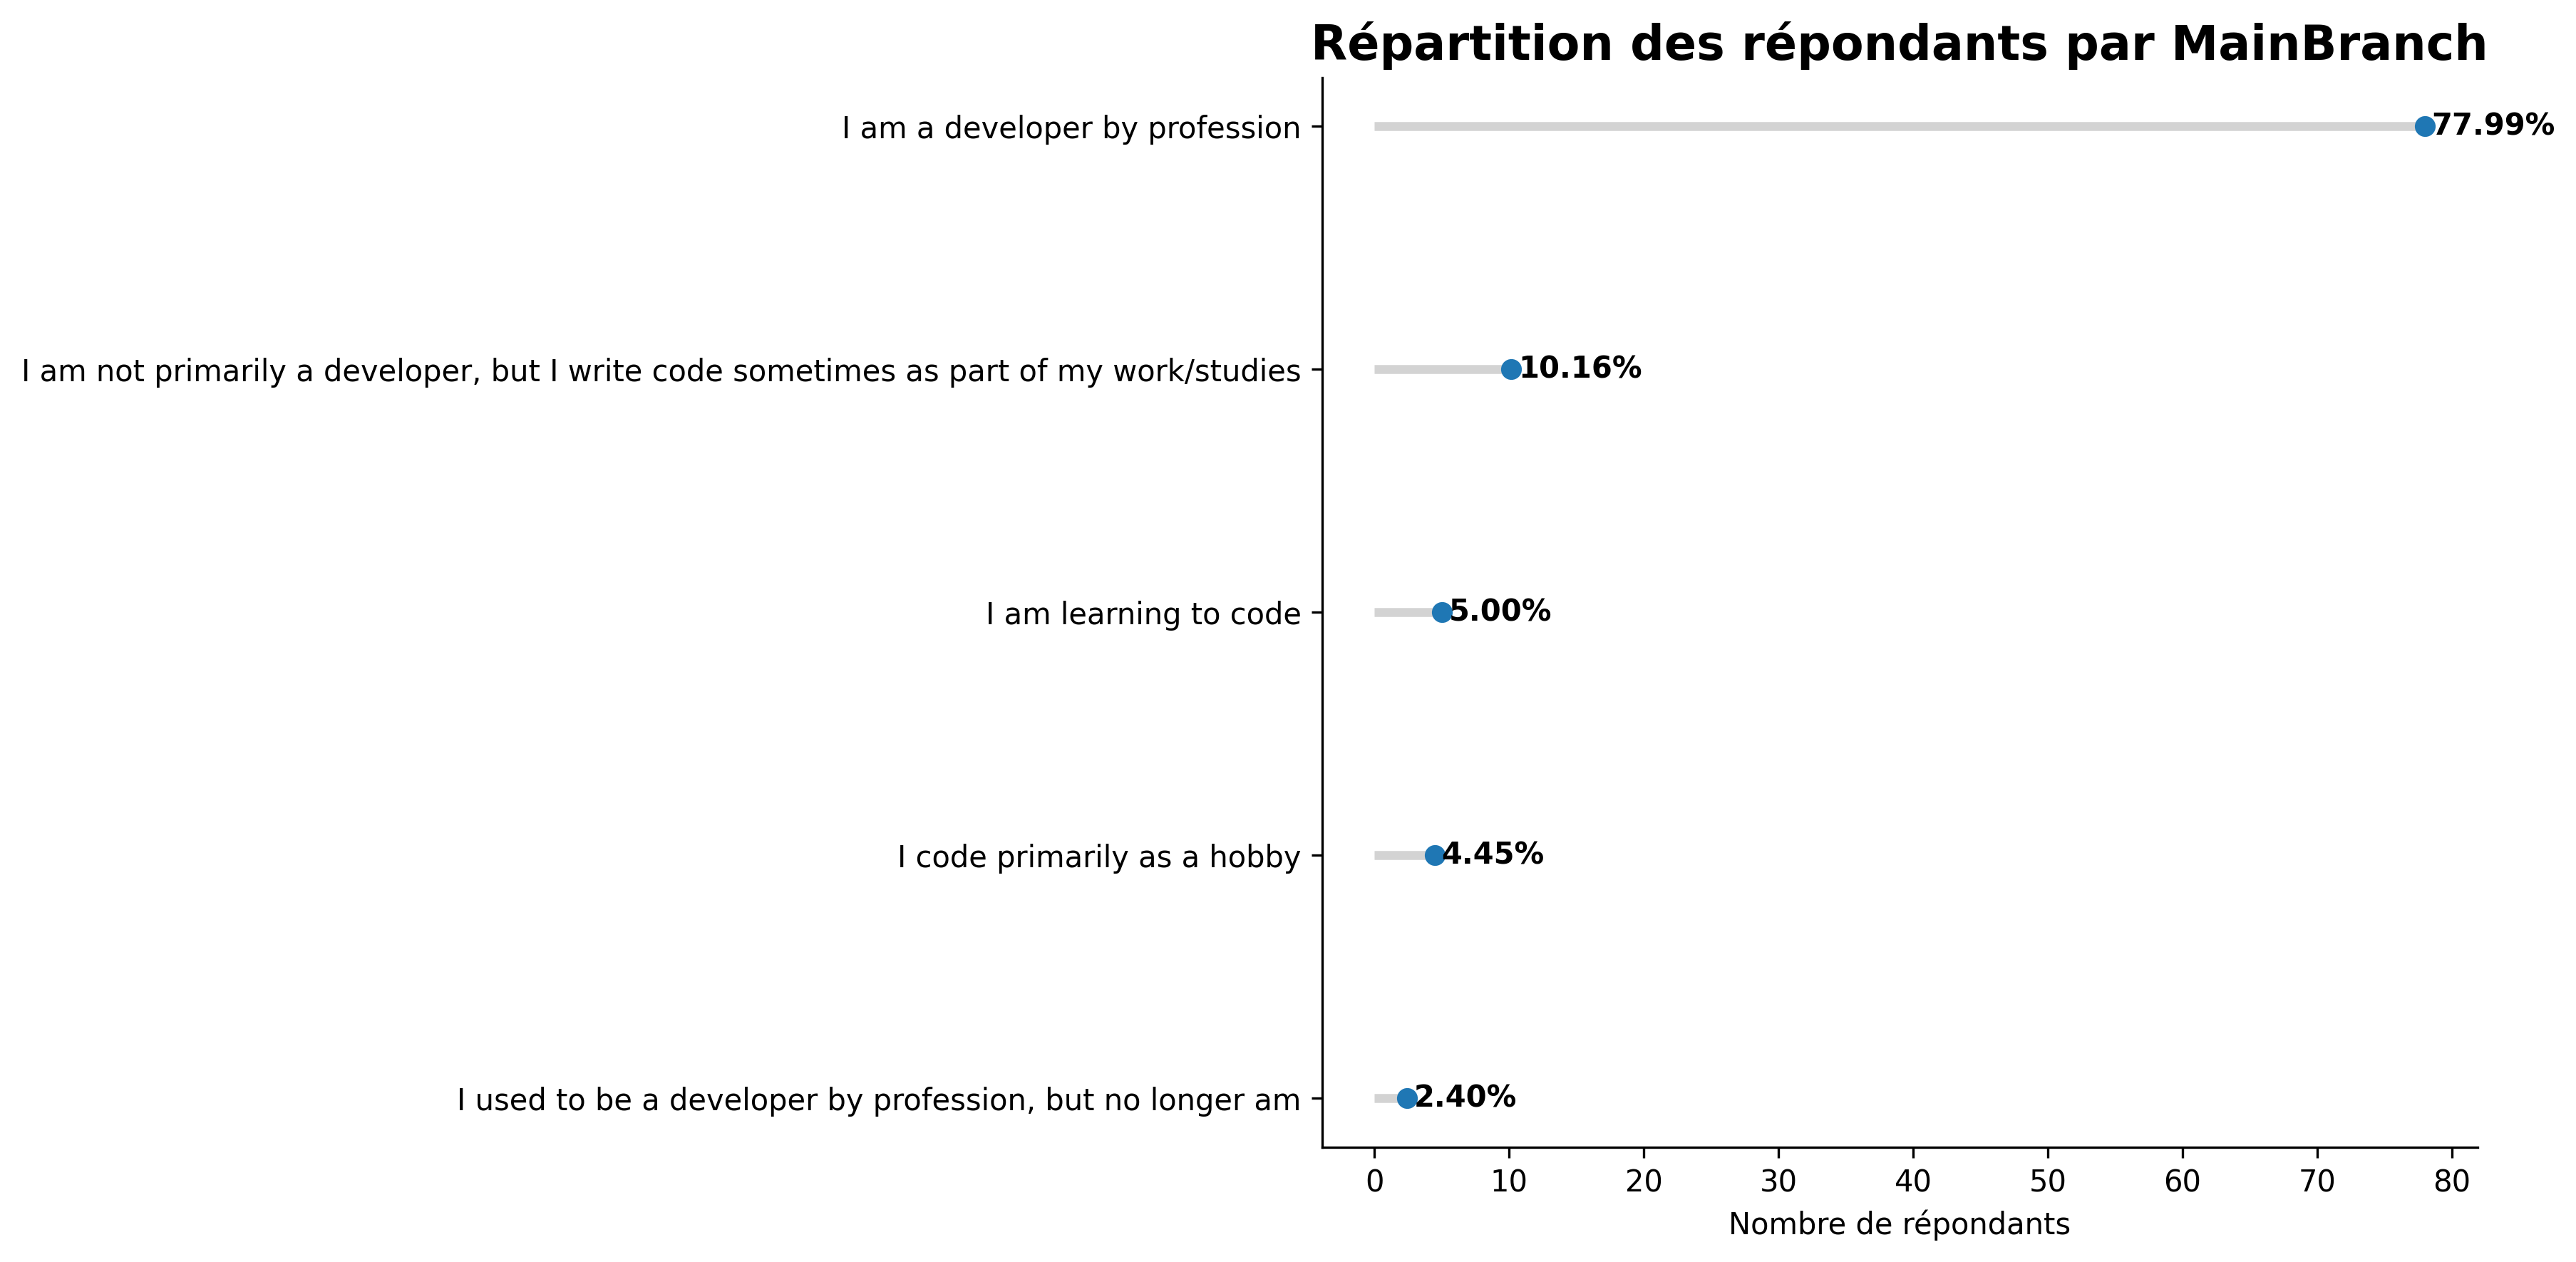 Répartition des répondants par MainBranch
I am a developer by profession
77.99%
I am not primarily a developer, but I write code sometimes as part of my work/studies
10.16%
I am learning to code
5.00%
I code primarily as a hobby
4.45%
I used to be a developer by profession, but no longer am
2.40%
0 10 20 30 40 50 60 70 80
Nombre de répondants